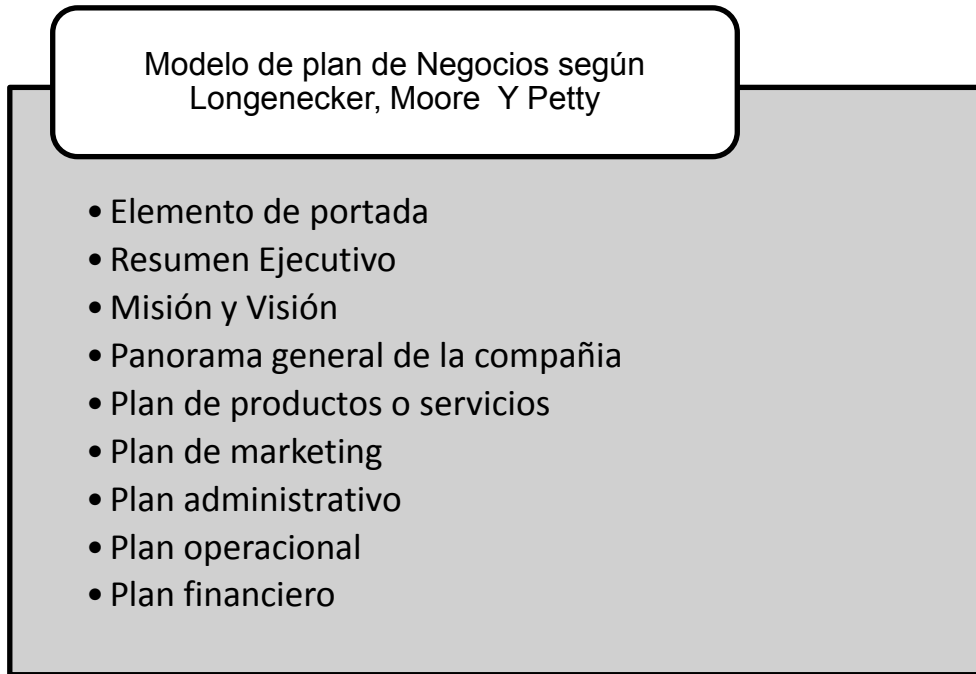 Modelo de plan de Negocios según
Longenecker, Moore Y Petty
• Elemento de portada
• Resumen Ejecutivo
• Misión y Visión
• Panorama general de la compañia
• Plan de productos o servicios
• Plan de marketing
• Plan administrativo
• Plan operacional
• Plan financiero